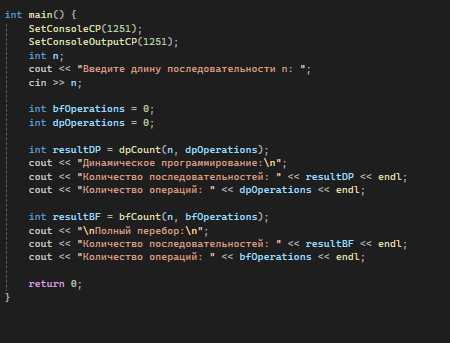 int main() {
    SetConsoleCP(1251);
    SetConsoleOutputCP(1251);
    int n;
    cout << "Введите длину последовательности n: ";
    cin >> n;

    int bfOperations = 0;
    int dpOperations = 0;

    int resultDP = dpCount(n, dpOperations);
    cout << "Динамическое программирование:\n";
    cout << "Количество последовательностей: " << resultDP << endl;
    cout << "Количество операций: " << dpOperations << endl;

    int resultBF = bfCount(n, bfOperations);
    cout << "\nПолный перебор:\n";
    cout << "Количество последовательностей: " << resultBF << endl;
    cout << "Количество операций: " << bfOperations << endl;

    return 0;
}